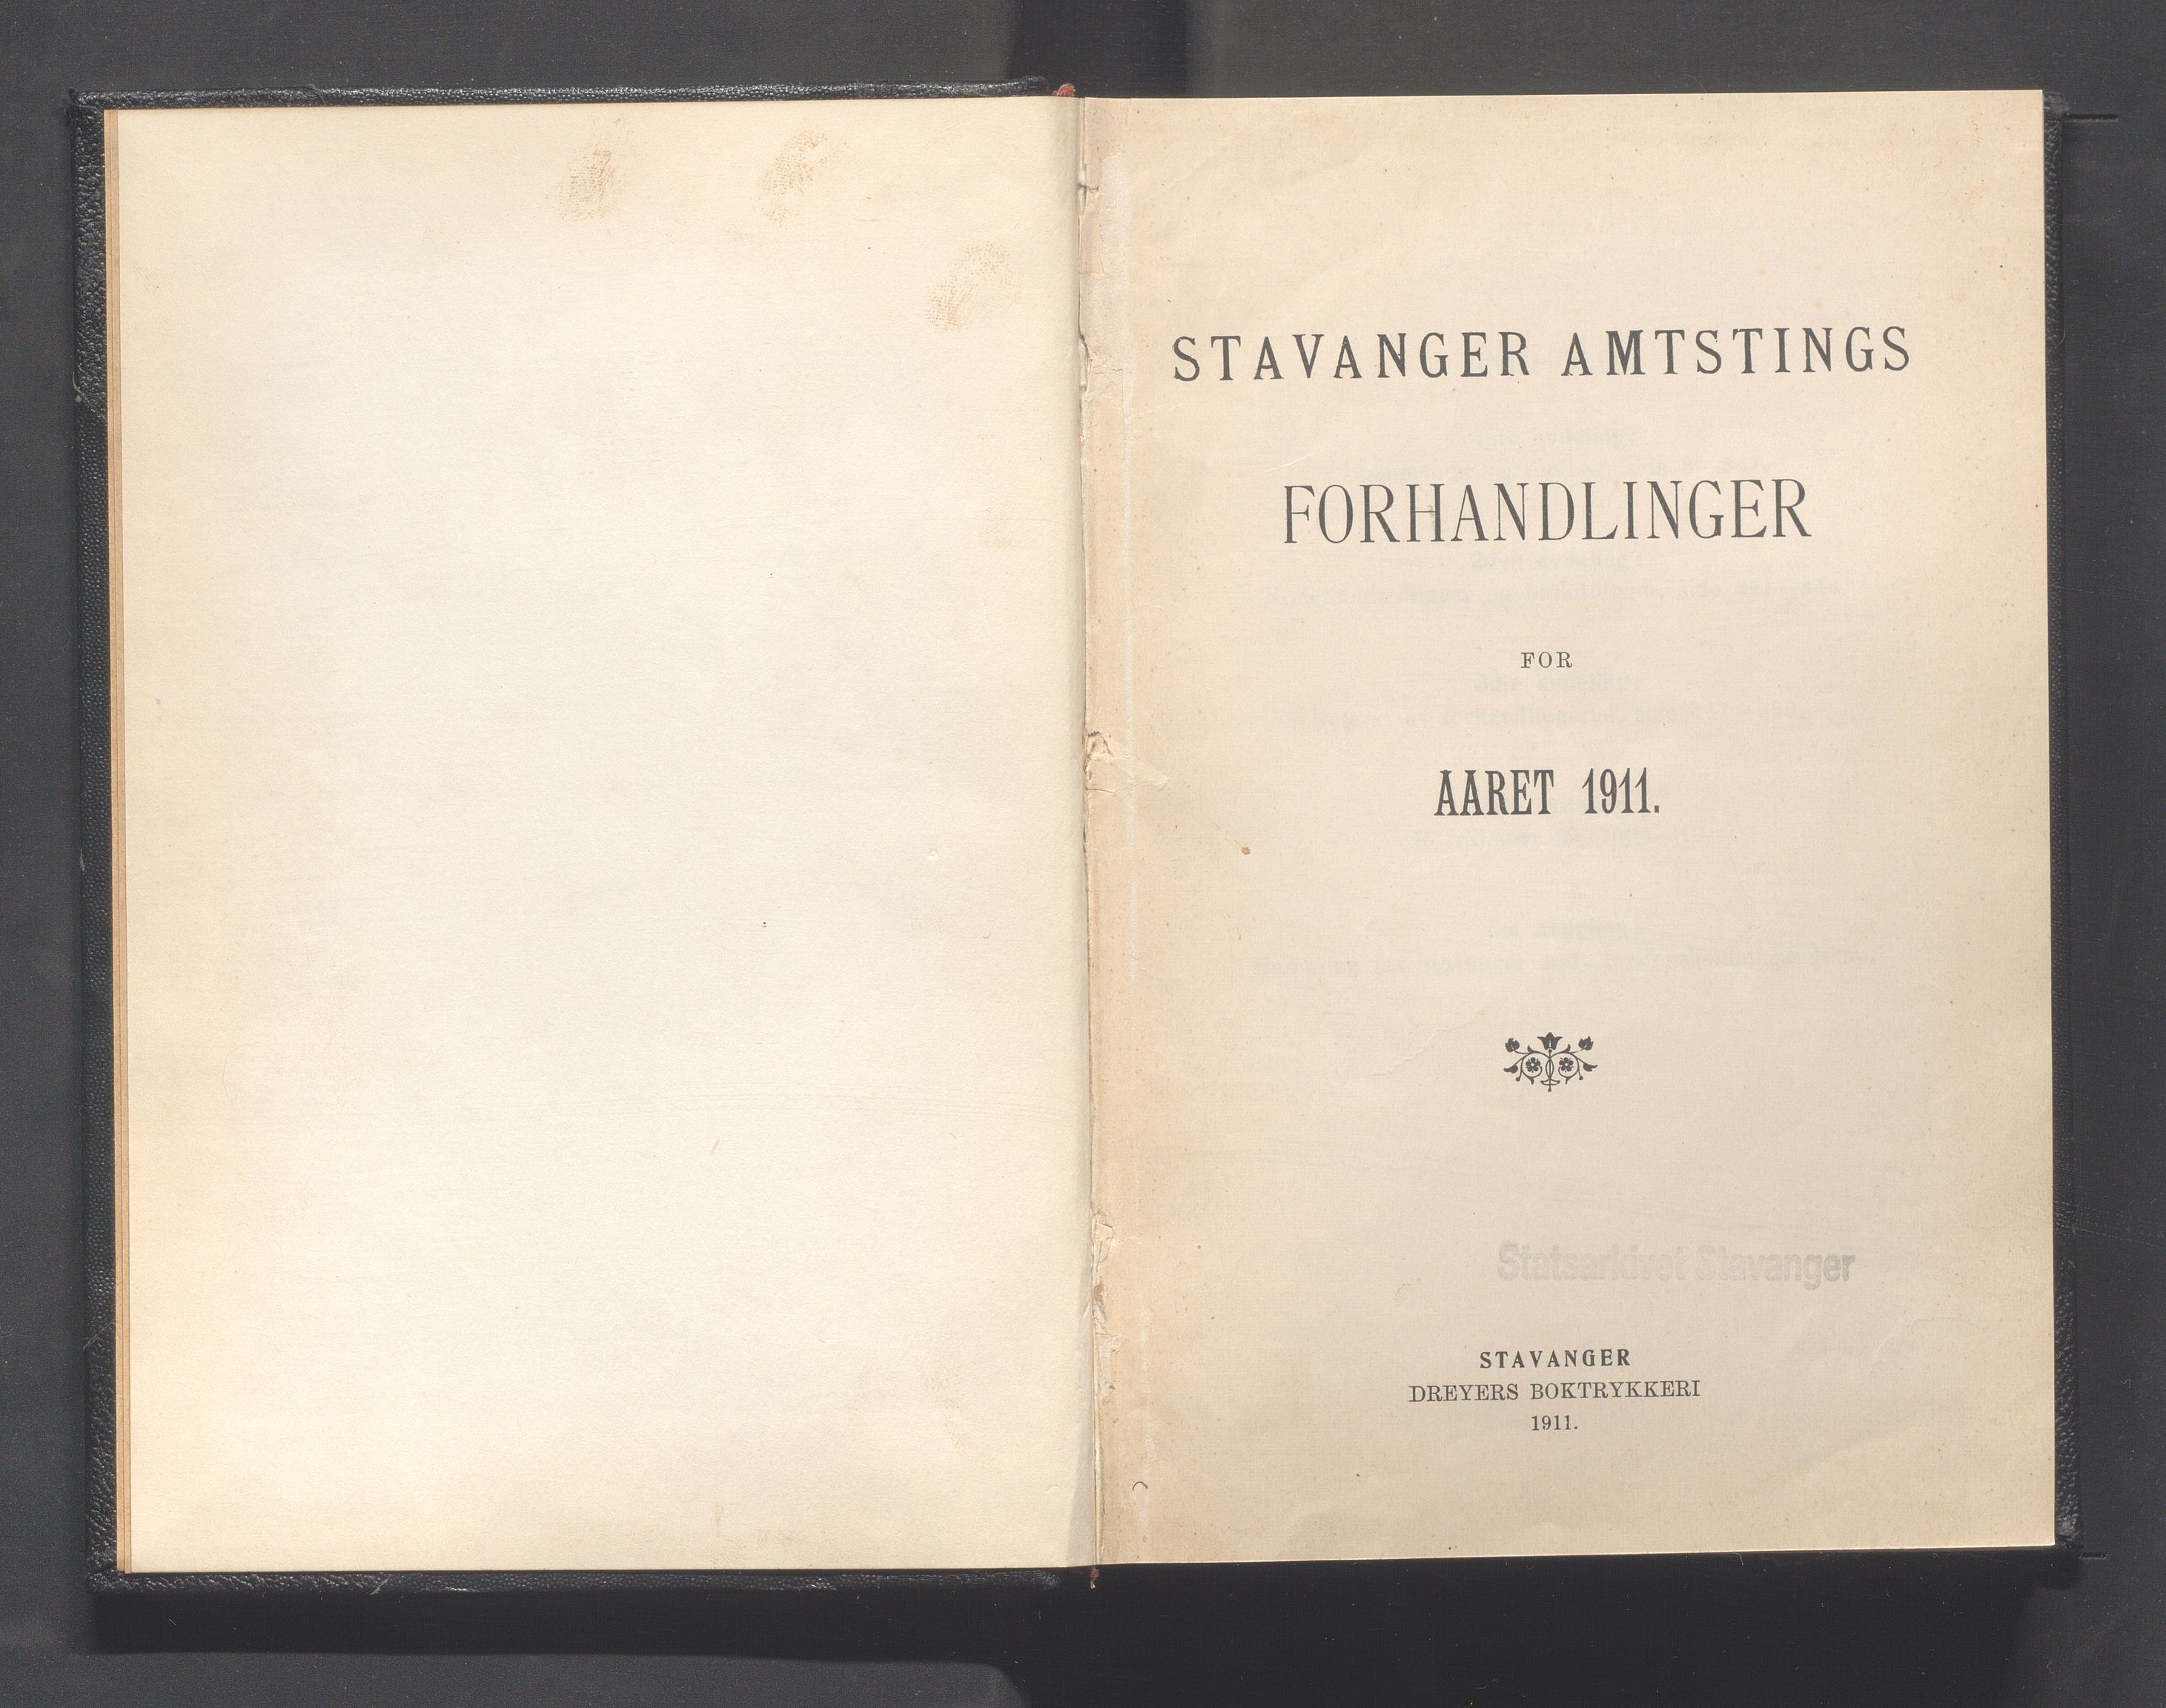 STAVANGER AMTSTINGS
FORHANDLINGER
FOR
AARET 1911.
Statsarkivet Stavanger
STAVANGER
DREYERS BOKTRYKKERI
1911.